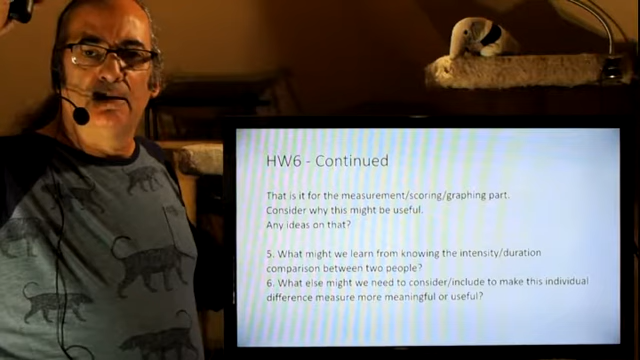 HW6 - Continued
That is it for the measurement/scoring/graphing part.
Consider why this might be useful.
Any ideas on that?
5. What might we learn from knowing the intensity/duration
comparison between two people?
6. What else might we need to consider/include to make this individual
difference measure more meaningful or useful?